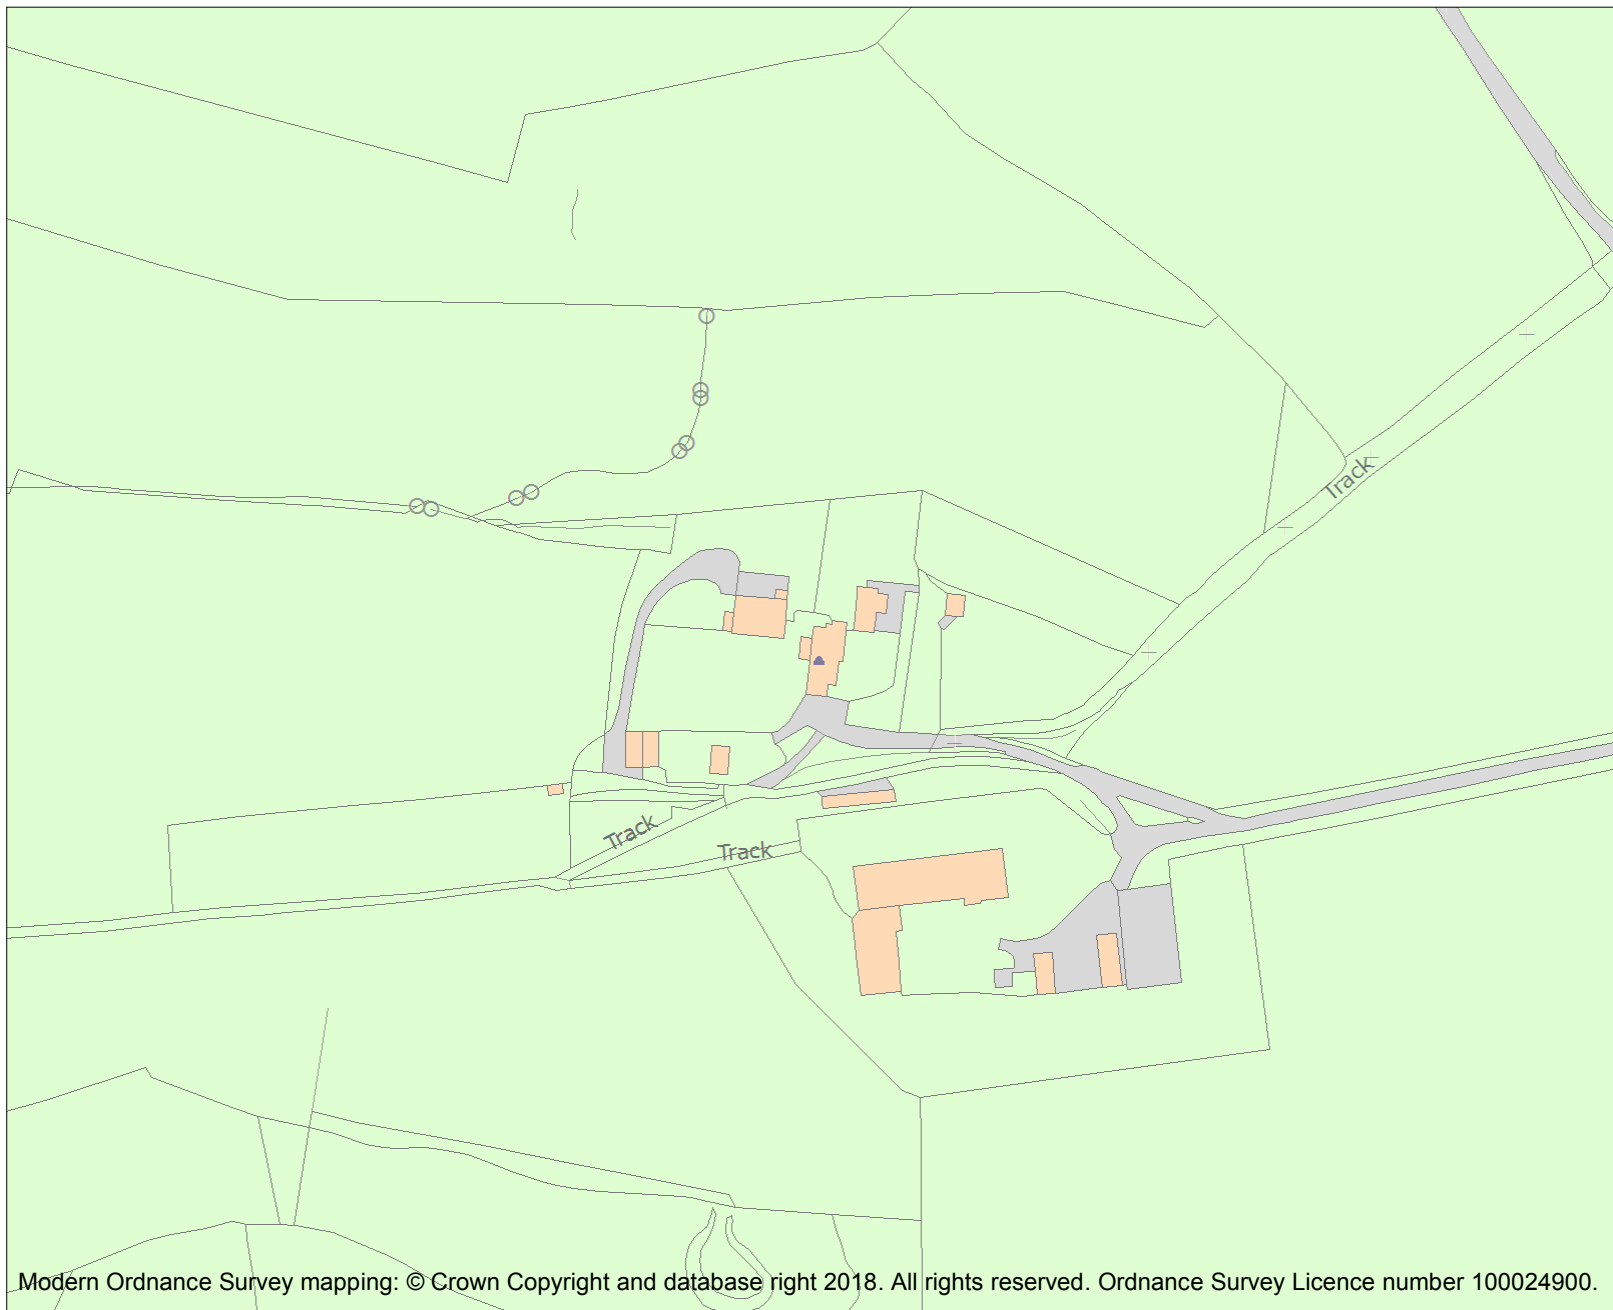 Track
Track
Track
Modern Ordnance Survey mapping: © Crown Copyright and database right 2018. All rights reserved. Ordnance Survey Licence number 100024900.